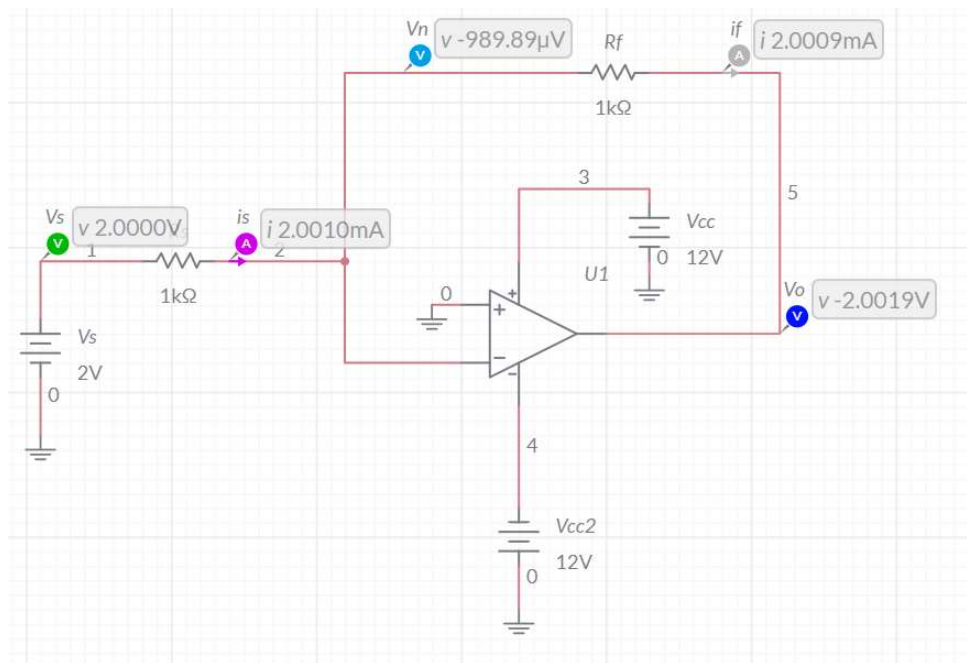 Vn
v -989.89µV
V
Rf
1kΩ
if
i 2.0009mA
A
3
5
Vs
v 2.0000V
V
1
is
i 2.0010mA
A
2
1kΩ
Vcc
0
12V
U1
0
+
+
−
−
Vo
v -2.0019V
V
Vs
2V
0
4
Vcc2
12V
0